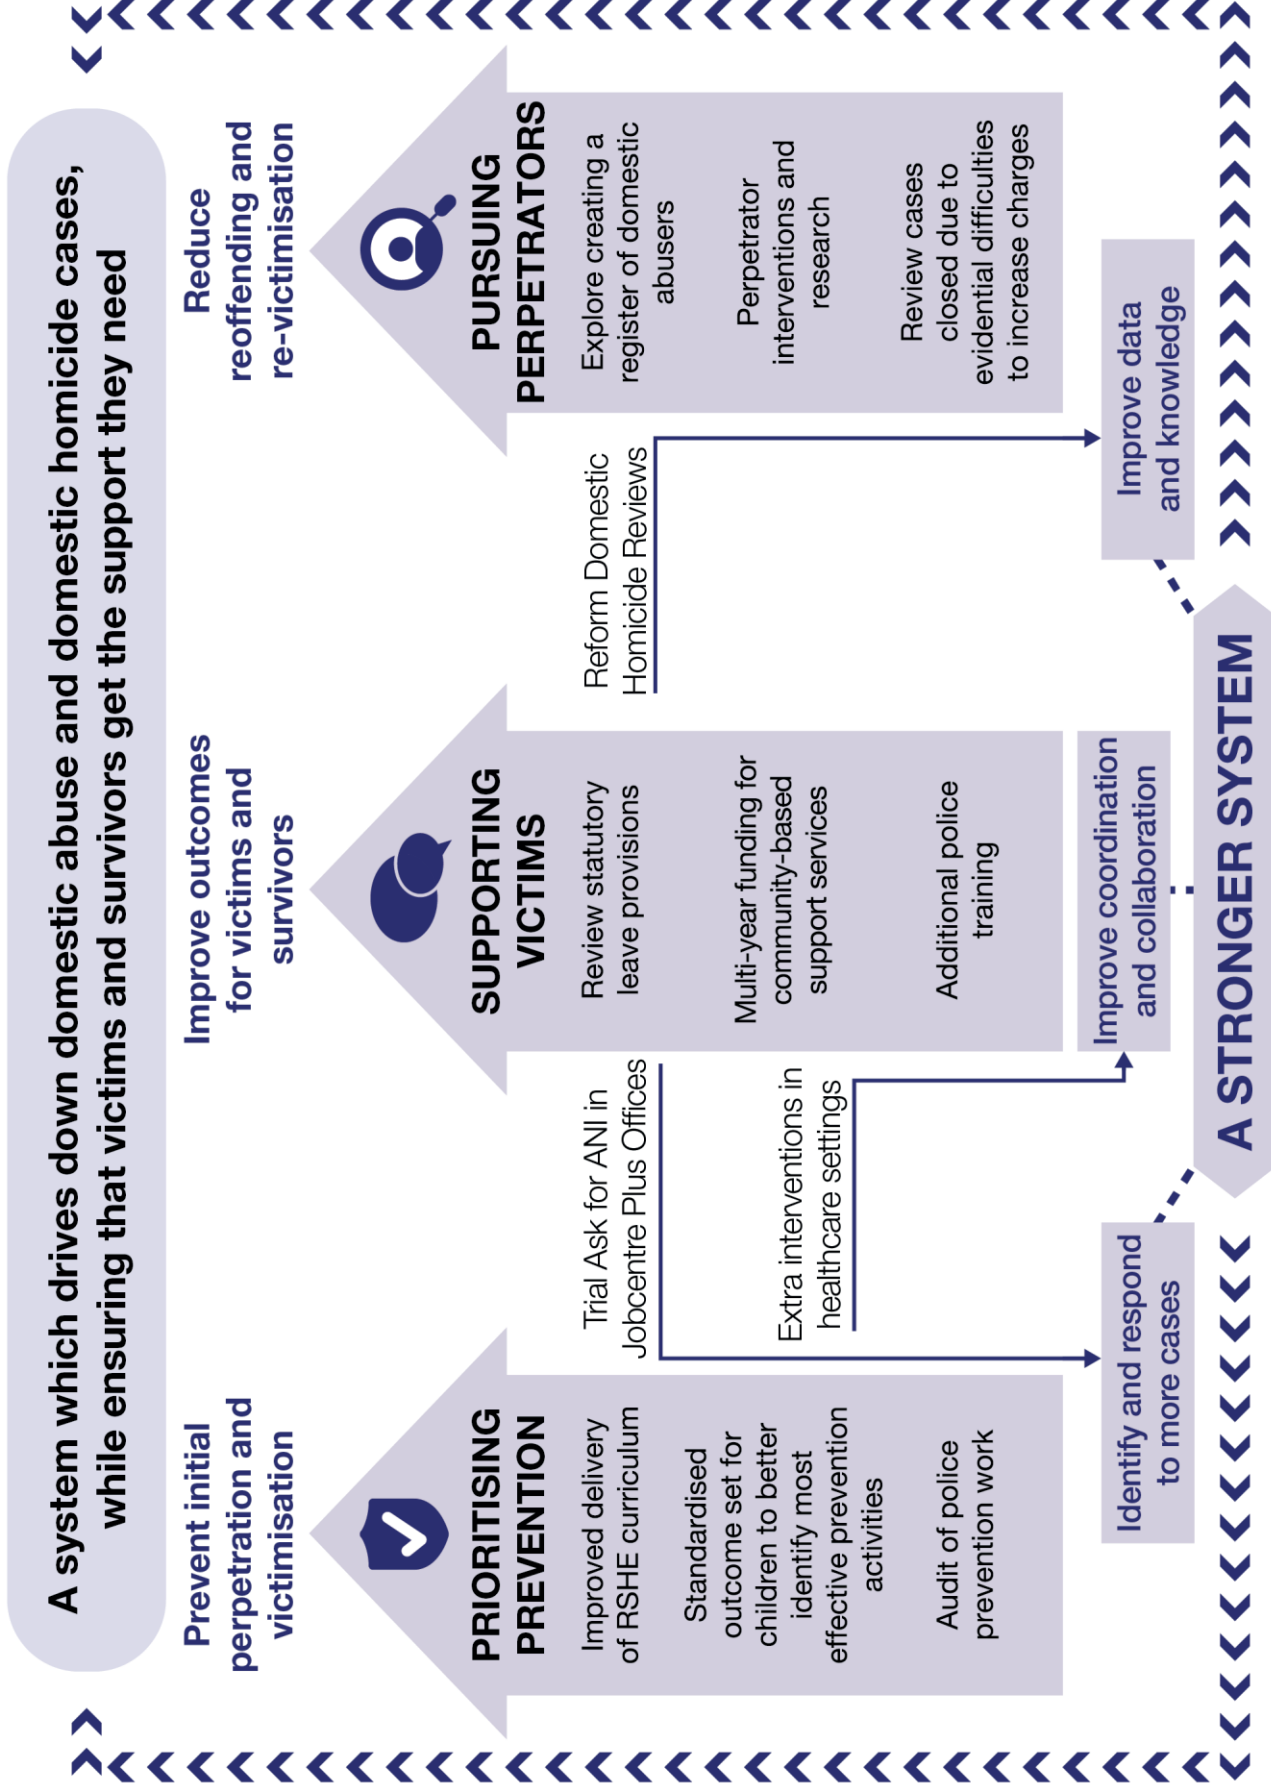 A system which drives down domestic abuse and domestic homicide cases,
while ensuring that victims and survivors get the support they need
Prevent initial
perpetration and
victimisation
Improve outcomes
for victims and
survivors
Reduce
reoffending and
re-victimisation
PRIORITISING
PREVENTION
Improved delivery
of RSHE curriculum
Standardised
outcome set for
children to better
identify most
effective prevention
activities
Audit of police
prevention work
Trial Ask for ANI in
Jobcentre Plus Offices
Extra interventions in
healthcare settings
SUPPORTING
VICTIMS
Review statutory
leave provisions
Multi-year funding for
community-based
support services
Additional police
training
Reform Domestic
Homicide Reviews
PURSUING
PERPETRATORS
Explore creating a
register of domestic
abusers
Perpetrator
interventions and
research
Review cases
closed due to
evidential difficulties
to increase charges
Identify and respond
to more cases
Improve coordination
and collaboration
Improve data
and knowledge
A STRONGER SYSTEM